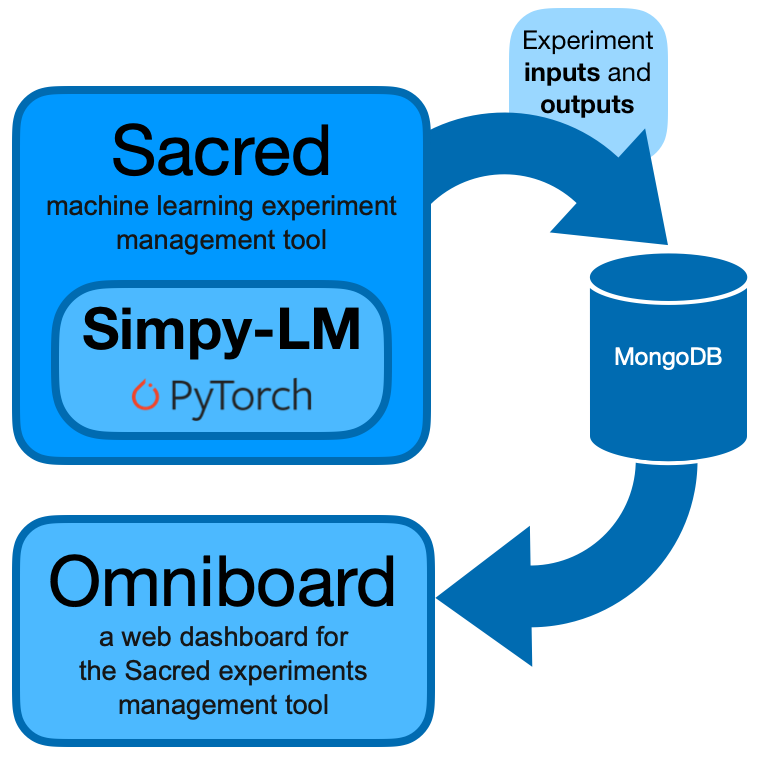 Experiment
inputs and
outputs
Sacred
machine learning experiment
management tool
Simpy-LM
PyTorch
MongoDB
Omniboard
a web dashboard for
the Sacred experiments
management tool